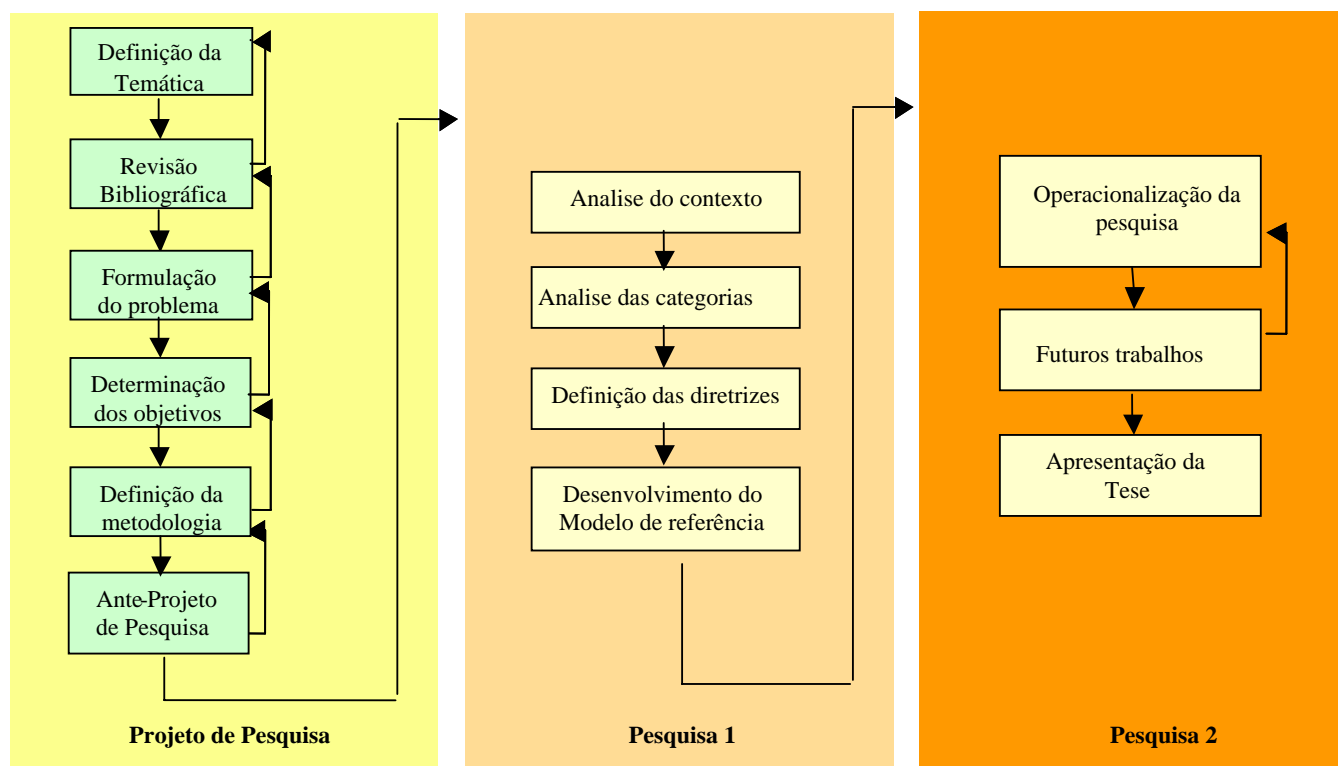 Definição da
Temática
Revisão
Bibliográfica
Formulação
do problema
Determinação
dos objetivos
Definição da
metodologia
Ante-Projeto
de Pesquisa
Projeto de Pesquisa
Analise do contexto
Analise das categorias
Definição das diretrizes
Desenvolvimento do
Modelo de referência
Pesquisa 1
Operacionalização da
pesquisa
Futuros trabalhos
Apresentação da
Tese
Pesquisa 2